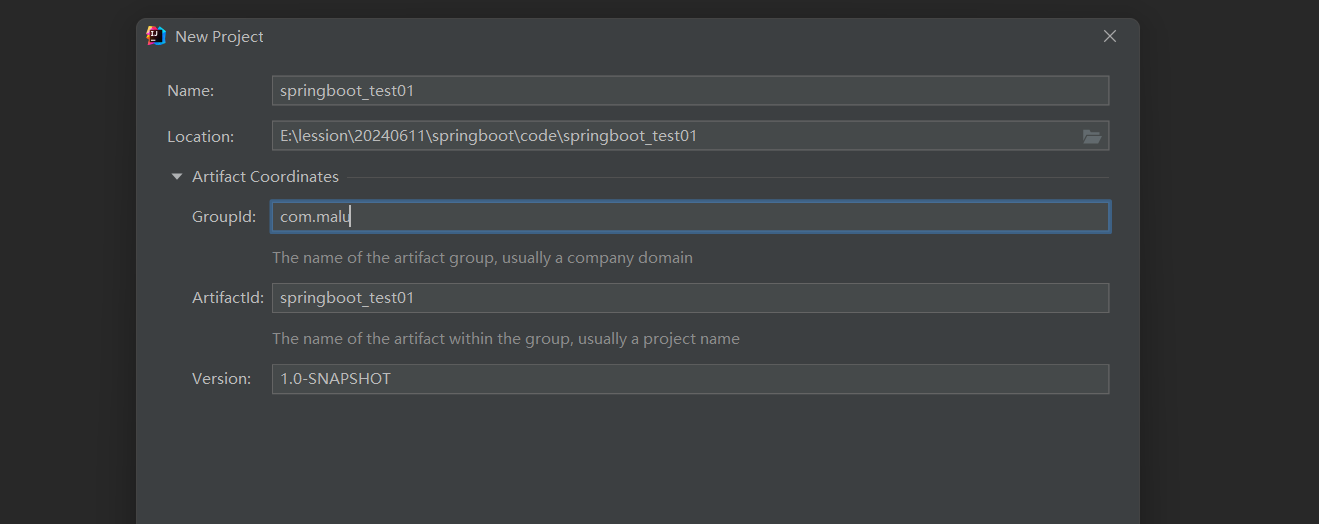 New Project
Name: springboot_test01
Location: E:\lession\20240611\springboot\code\springboot_test01
Artifact Coordinates
GroupId: com.malu
The name of the artifact group, usually a company domain
ArtifactId: springboot_test01
The name of the artifact within the group, usually a project name
Version: 1.0-SNAPSHOT